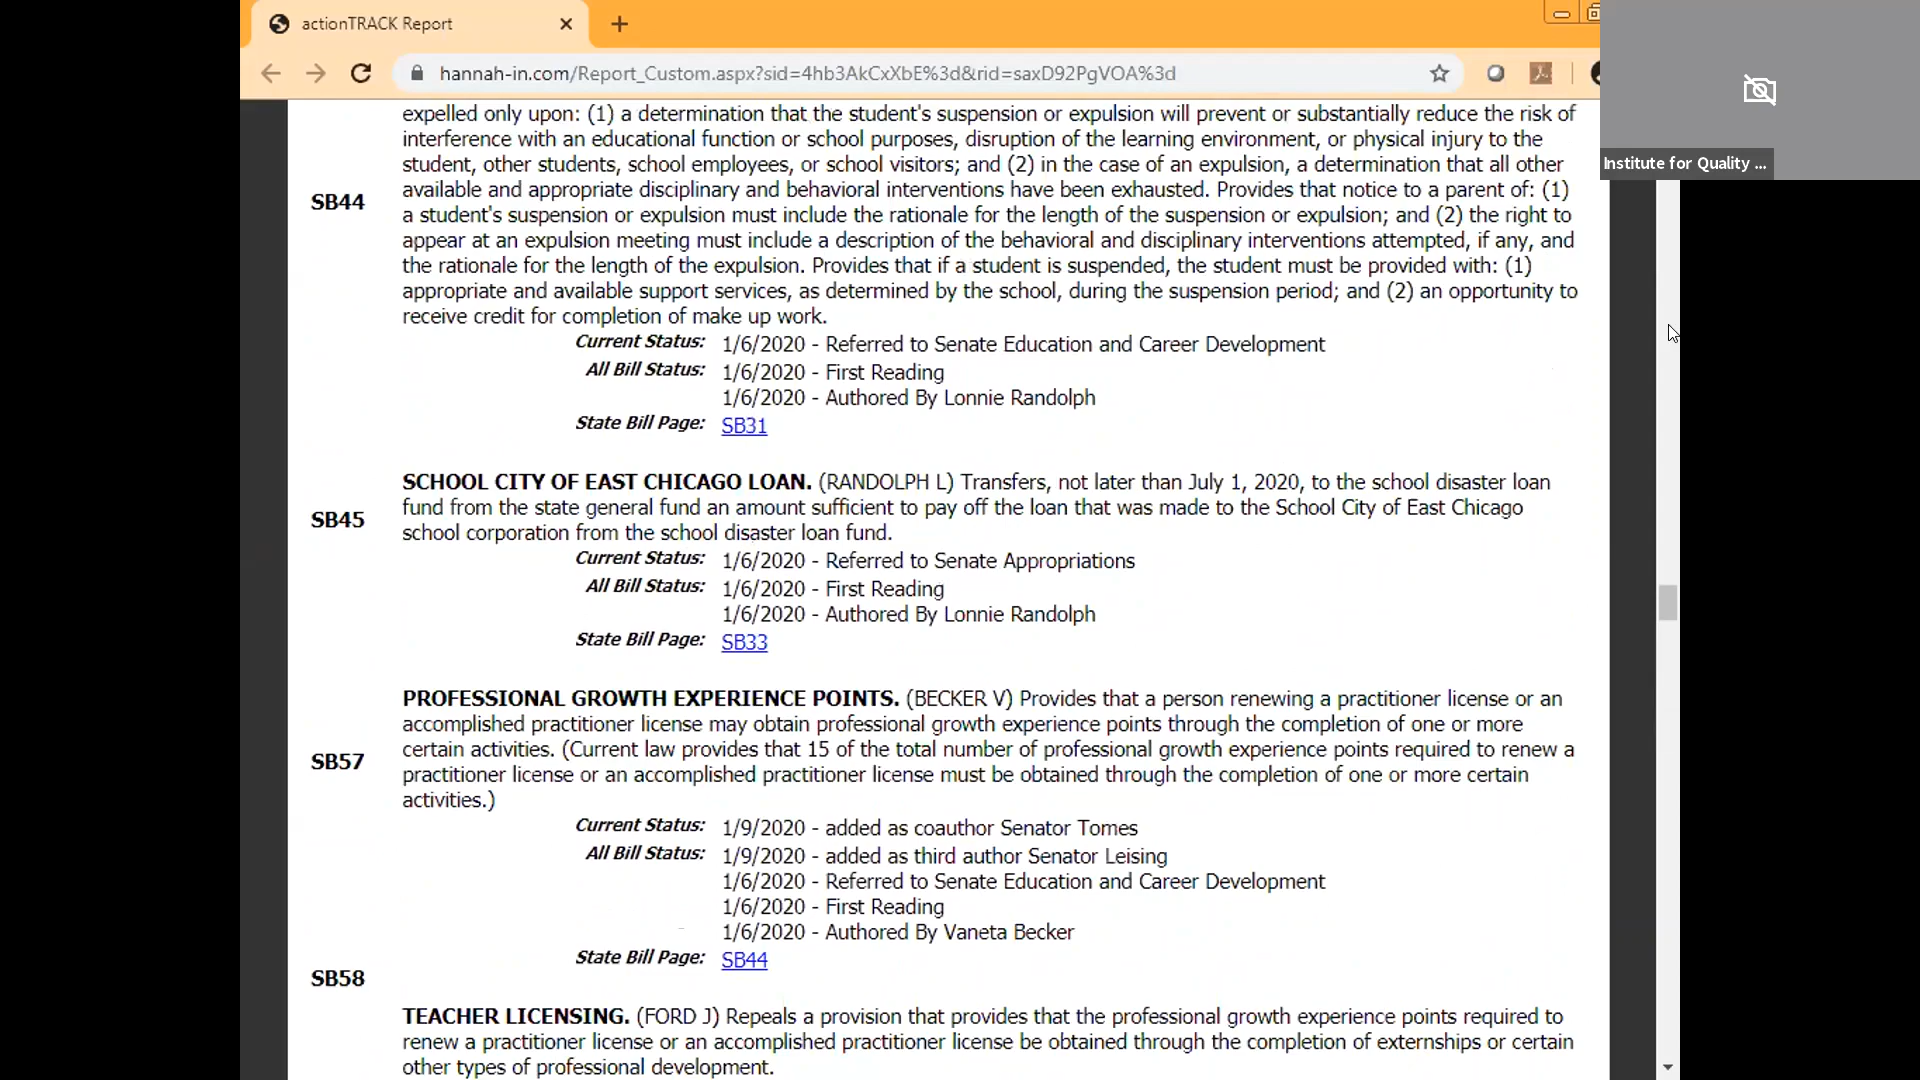 actionTRACK Report
hannah-in.com/Report_Custom.aspx?sid=4hb3AkCxXbE%3d&rid=saxD92PgVOA%3d
Institute for Quality ...
expelled only upon: (1) a determination that the student's suspension or expulsion will prevent or substantially reduce the risk of
interference with an educational function or school purposes, disruption of the learning environment, or physical injury to the
student, other students, school employees, or school visitors; and (2) in the case of an expulsion, a determination that all other
available and appropriate disciplinary and behavioral interventions have been exhausted. Provides that notice to a parent of: (1)
SB44
a student's suspension or expulsion must include the rationale for the length of the suspension or expulsion; and (2) the right to
appear at an expulsion meeting must include a description of the behavioral and disciplinary interventions attempted, if any, and
the rationale for the length of the expulsion. Provides that if a student is suspended, the student must be provided with: (1)
appropriate and available support services, as determined by the school, during the suspension period; and (2) an opportunity to
receive credit for completion of make up work.
Current Status: 1/6/2020 - Referred to Senate Education and Career Development
All Bill Status: 1/6/2020 - First Reading
1/6/2020 - Authored By Lonnie Randolph
State Bill Page: SB31
SCHOOL CITY OF EAST CHICAGO LOAN. (RANDOLPH L) Transfers, not later than July 1, 2020, to the school disaster loan
fund from the state general fund an amount sufficient to pay off the loan that was made to the School City of East Chicago
SB45
school corporation from the school disaster loan fund.
Current Status: 1/6/2020 - Referred to Senate Appropriations
All Bill Status: 1/6/2020 - First Reading
1/6/2020 - Authored By Lonnie Randolph
State Bill Page: SB33
PROFESSIONAL GROWTH EXPERIENCE POINTS. (BECKER V) Provides that a person renewing a practitioner license or an
accomplished practitioner license may obtain professional growth experience points through the completion of one or more
certain activities. (Current law provides that 15 of the total number of professional growth experience points required to renew a
SB57
practitioner license or an accomplished practitioner license must be obtained through the completion of one or more certain
activities.)
Current Status: 1/9/2020 - added as coauthor Senator Tomes
All Bill Status: 1/9/2020 - added as third author Senator Leising
1/6/2020 - Referred to Senate Education and Career Development
1/6/2020 - First Reading
1/6/2020 - Authored By Vaneta Becker
State Bill Page: SB44
SB58
TEACHER LICENSING. (FORD J) Repeals a provision that provides that the professional growth experience points required to
renew a practitioner license or an accomplished practitioner license be obtained through the completion of externships or certain
other types of professional development.